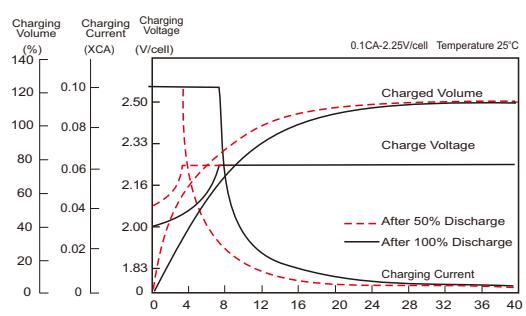 Charging Volume (%)
Charging Current (XCA)
Charging Voltage (V/cell)
0.1CA-2.25V/cell Temperature 25°C
140
120
100
80
60
40
20
0
0.10
0.08
0.06
0.04
0.02
0
2.50
2.33
2.16
2.00
1.83
0
Charged Volume
Charge Voltage
After 50% Discharge
After 100% Discharge
Charging Current
0 4 8 12 16 20 24 28 32 36 40